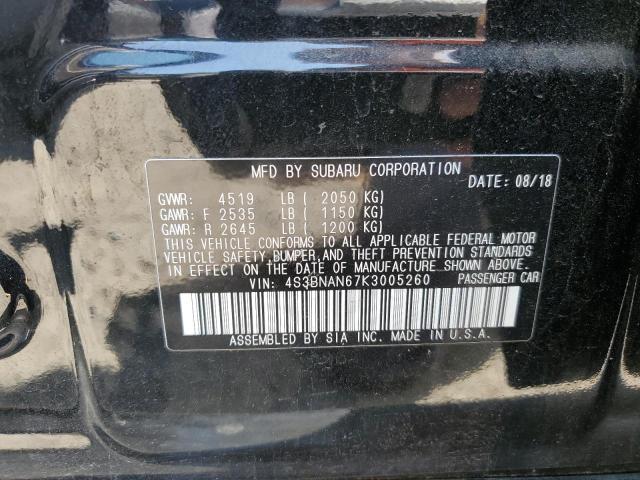 MFD BY SUBARU CORPORATION
DATE: 08/18
GVWR: 4519 LB ( 2050 KG)
GAWR: F 2535 LB ( 1150 KG)
GAWR: R 2645 LB ( 1200 KG)
THIS VEHICLE CONFORMS TO ALL APPLICABLE FEDERAL MOTOR
VEHICLE SAFETY, BUMPER, AND THEFT PREVENTION STANDARDS
IN EFFECT ON THE DATE OF MANUFACTURE SHOWN ABOVE.
VIN: 4S3BNAN67K3005260 PASSENGER CAR
ASSEMBLED BY SIA INC. MADE IN U.S.A.